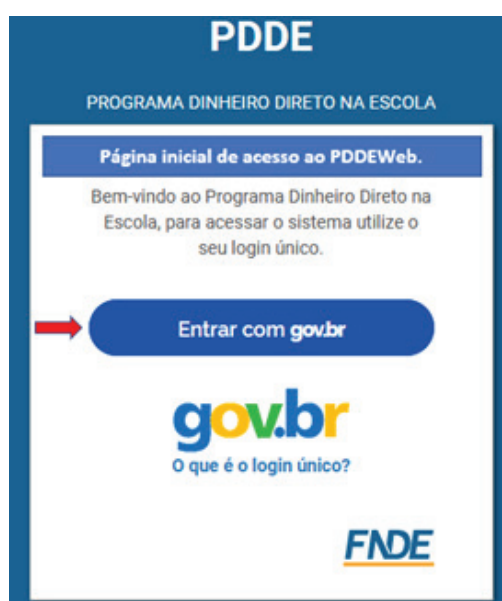 PDDE
PROGRAMA DINHEIRO DIRETO NA ESCOLA
Página inicial de acesso ao PDDEWeb.
Bem-vindo ao Programa Dinheiro Direto na
Escola, para acessar o sistema utilize o
seu login único.
Entrar com gov.br
gov.br
O que é o login único?
FNDE